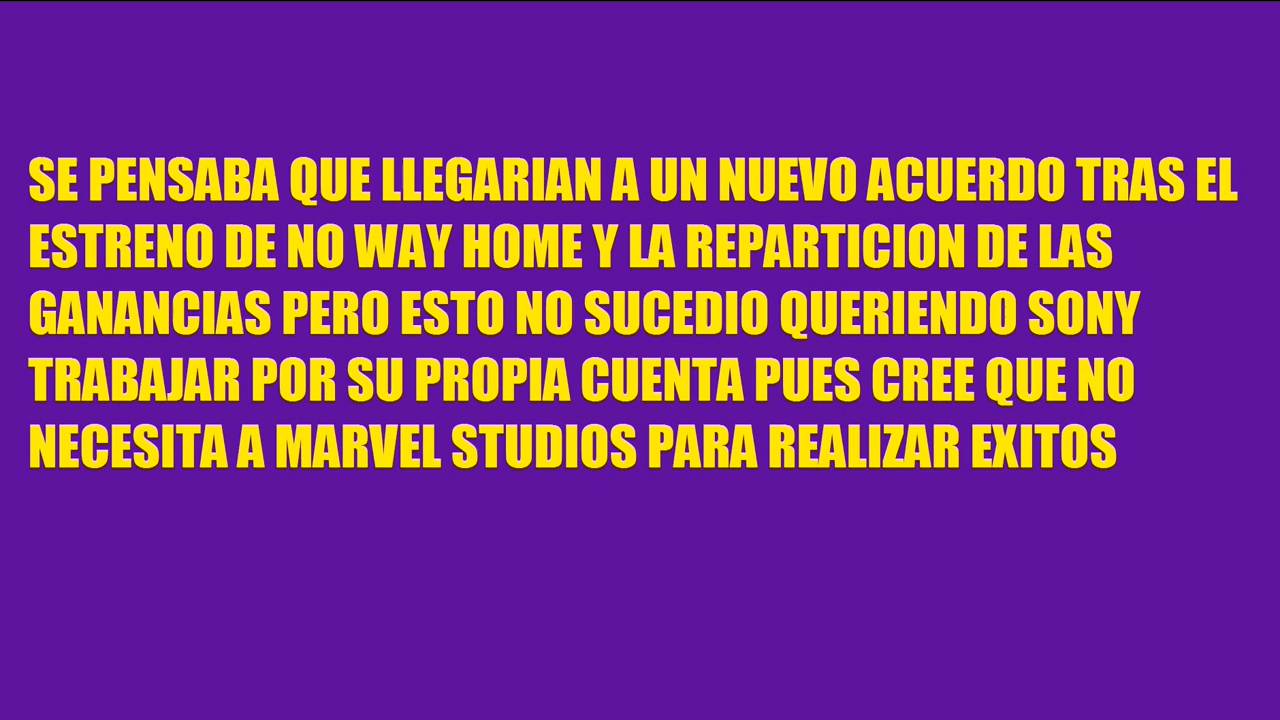 SE PENSABA QUE LLEGARIAN A UN NUEVO ACUERDO TRAS EL
ESTRENO DE NO WAY HOME Y LA REPARTICION DE LAS
GANANCIAS PERO ESTO NO SUCEDIO QUERIENDO SONY
TRABAJAR POR SU PROPIA CUENTA PUES CREE QUE NO
NECESITA A MARVEL STUDIOS PARA REALIZAR EXITOS